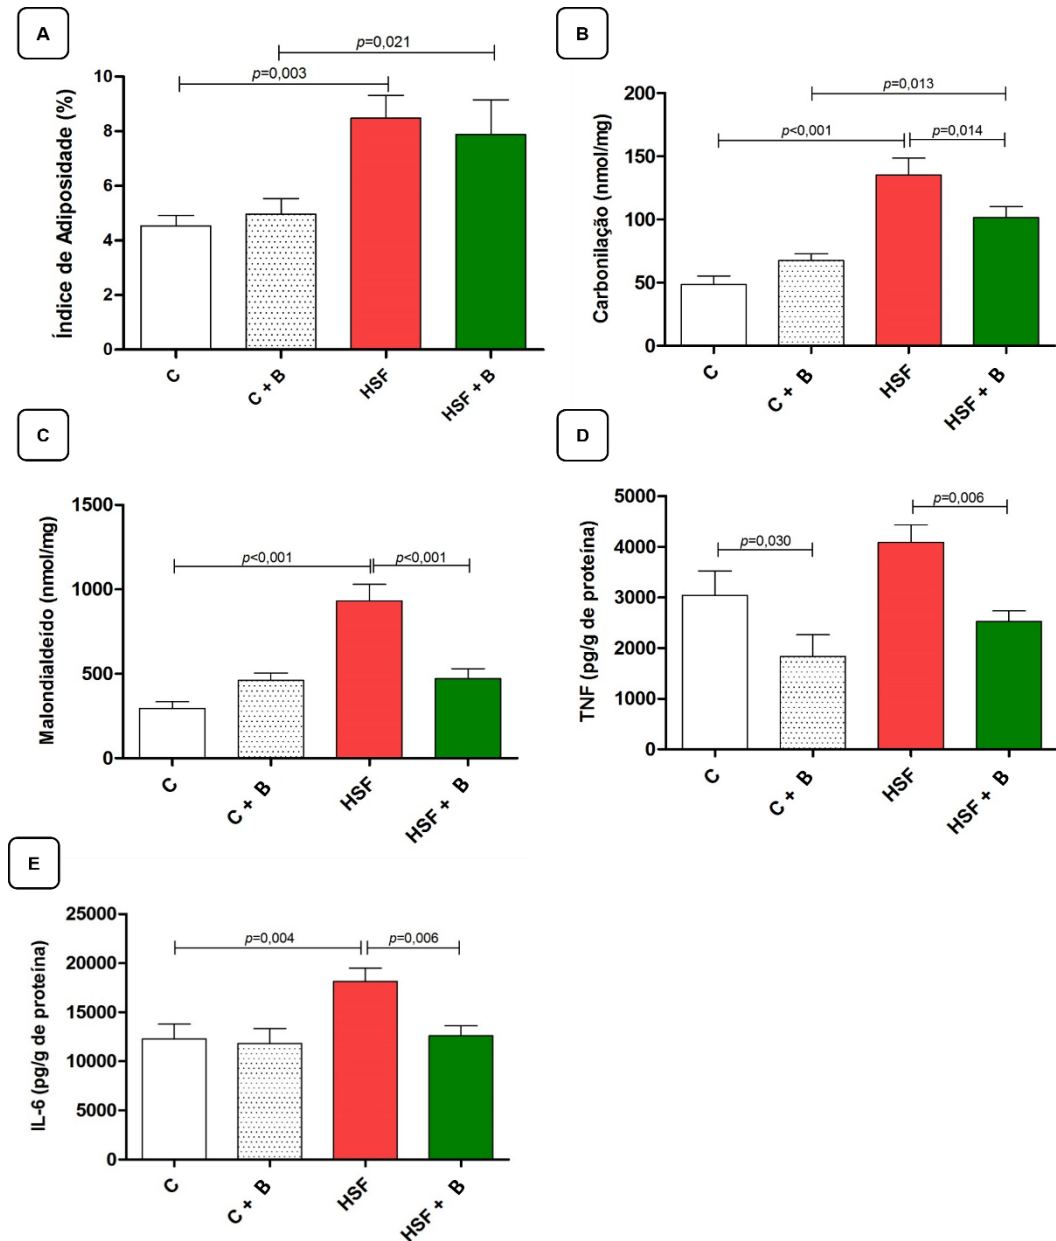 A
p=0,021
p=0,003
Índice de Adiposidade (%)
10
8
6
4
2
0
C
C + B
HSF
HSF + B
B
p=0,013
p<0,001
p=0,014
Carbonilação (nmol/mg)
200
150
100
50
0
C
C + B
HSF
HSF + B
C
p<0,001
p<0,001
Malondialdeído (nmol/mg)
1500
1000
500
0
C
C + B
HSF
HSF + B
D
p=0,006
p=0,030
TNF (pg/g de proteína)
5000
4000
3000
2000
1000
0
C
C + B
HSF
HSF + B
E
p=0,004
p=0,006
IL-6 (pg/g de proteína)
25000
20000
15000
10000
5000
0
C
C + B
HSF
HSF + B